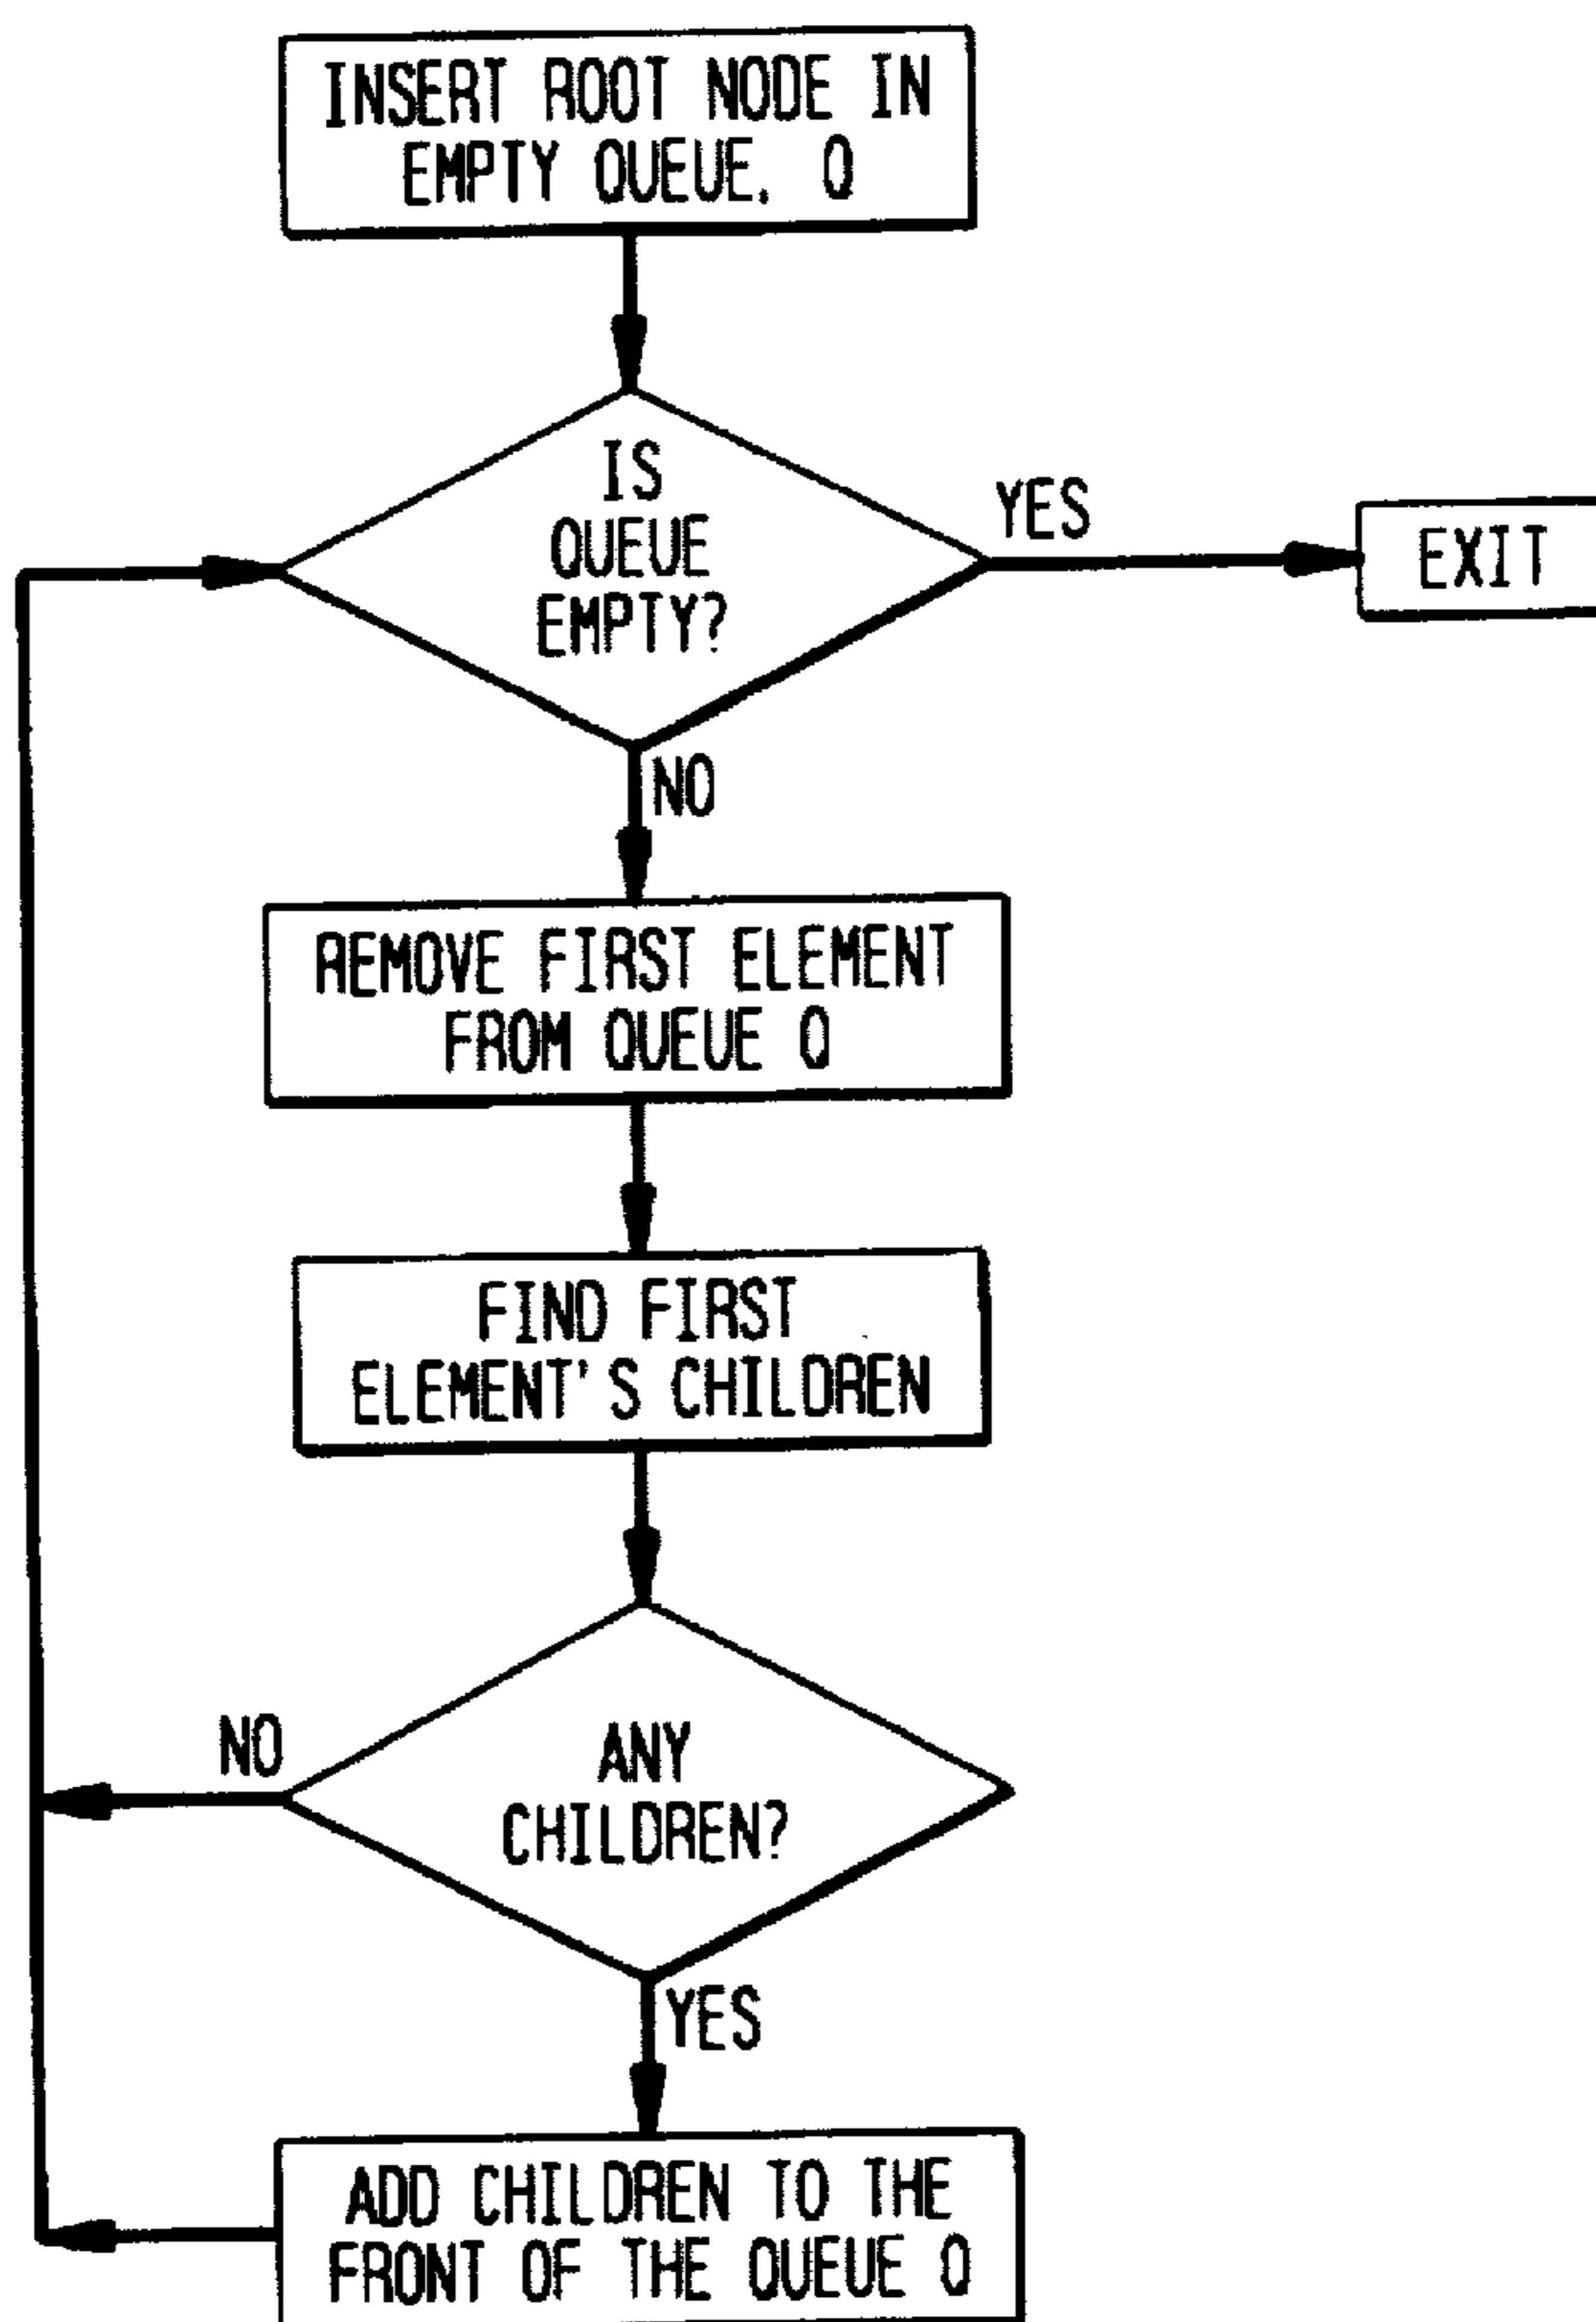 INSERT ROOT NODE IN
EMPTY QUEUE. Q
IS
QUEUE
EMPTY?
YES
EXIT
NO
REMOVE FIRST ELEMENT
FROM QUEUE Q
FIND FIRST
ELEMENT'S CHILDREN
ANY
CHILDREN?
NO
YES
ADD CHILDREN TO THE
FRONT OF THE QUEUE Q